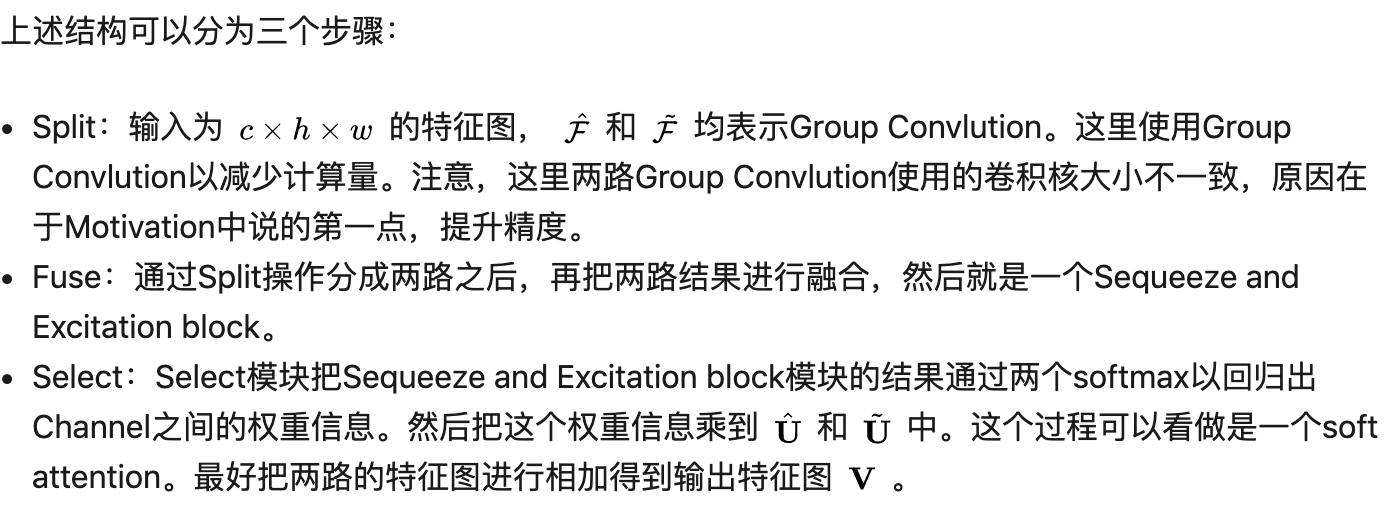 上述结构可以分为三个步骤：
• Split：输入为 c × h × w 的特征图， $\hat{\mathcal{F}}$ 和 $\tilde{\mathcal{F}}$ 均表示Group Convlution。这里使用Group
Convlution以减少计算量。注意，这里两路Group Convlution使用的卷积核大小不一致，原因在
于Motivation中说的第一点，提升精度。
• Fuse：通过Split操作分成两路之后，再把两路结果进行融合，然后就是一个Sequeeze and
Excitation block。
• Select：Select模块把Sequeeze and Excitation block模块的结果通过两个softmax以回归出
Channel之间的权重信息。然后把这个权重信息乘到 $\hat{\mathbf{U}}$ 和 $\tilde{\mathbf{U}}$ 中。这个过程可以看做是一个soft
attention。最好把两路的特征图进行相加得到输出特征图 V 。